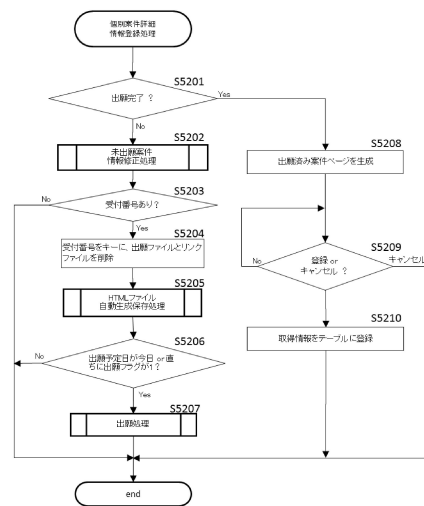 個別案件詳細
情報登録処理
S5201
出願完了 ?
Yes
No
S5202
未出願案件
情報修正処理
S5203
No
受付番号あり?
Yes
S5204
受付番号をキーに、出願ファイルとリンク
ファイルを削除
S5205
HTMLファイル
自動生成保存処理
S5206
出願予定日が今日 or 直
ちに出願フラグが1?
No
Yes
S5207
出願処理
end
S5208
出願済み案件ページを生成
S5209
登録 or
キャンセル ?
No
キャンセル
S5210
取得情報をテーブルに登録